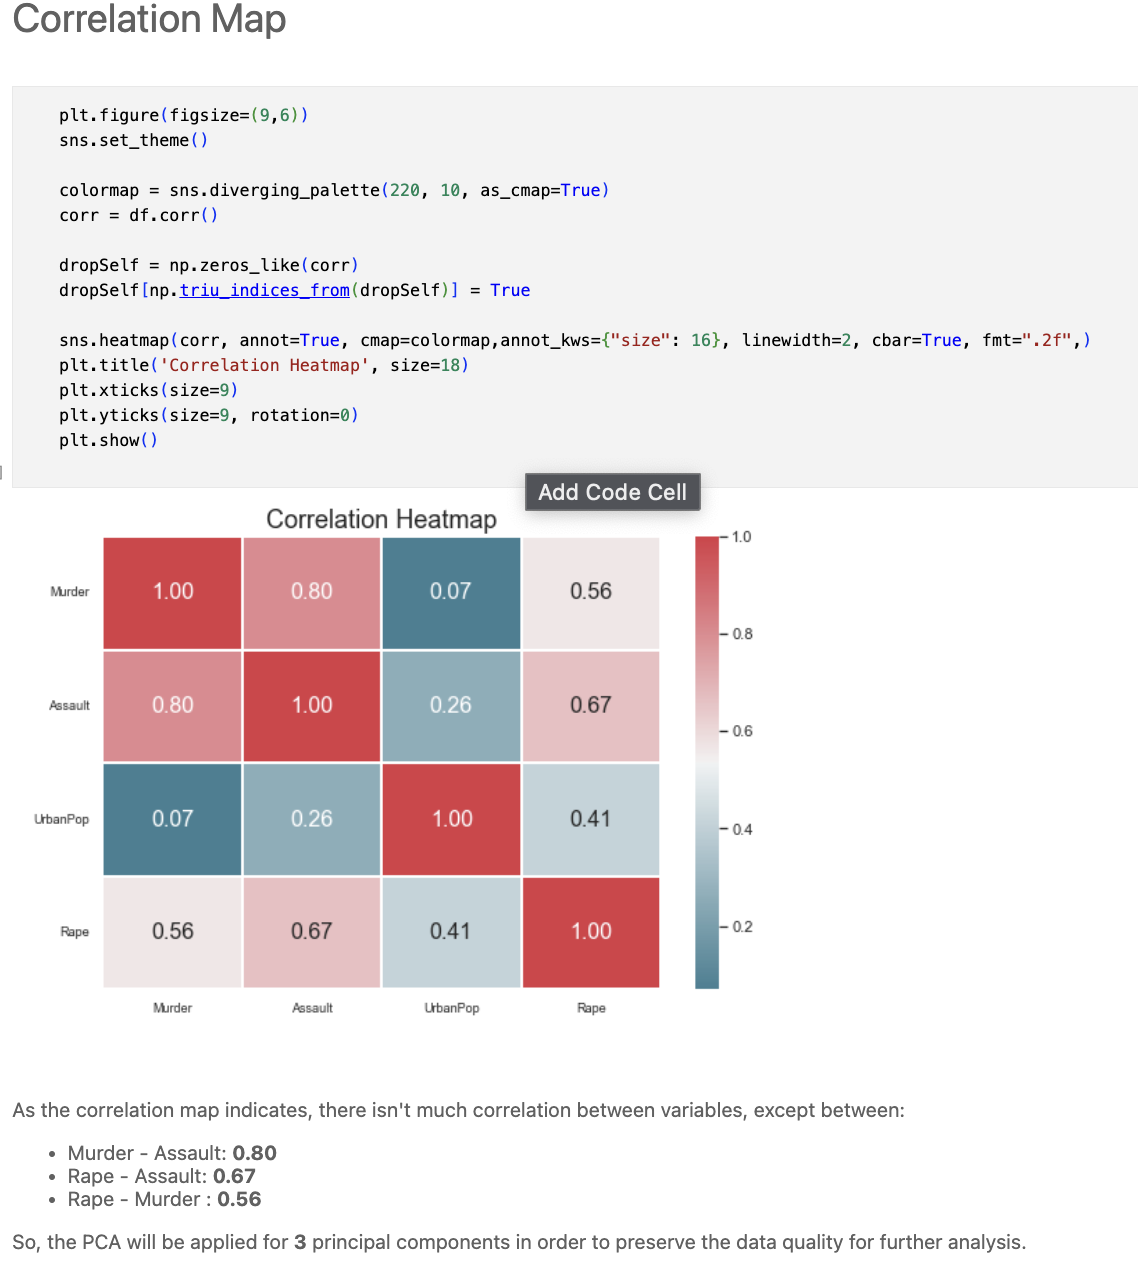 Correlation Map
plt.figure(figsize=(9,6))
sns.set_theme()
colormap = sns.diverging_palette(220, 10, as_cmap=True)
corr = df.corr()
dropSelf = np.zeros_like(corr)
dropSelf[np.triu_indices_from(dropSelf)] = True
sns.heatmap(corr, annot=True, cmap=colormap,annot_kws={"size": 16}, linewidth=2, cbar=True, fmt=".2f",)
plt.title('Correlation Heatmap', size=18)
plt.xticks(size=9)
plt.yticks(size=9, rotation=0)
plt.show()
Add Code Cell
Correlation Heatmap
Murder 1.00 0.80 0.07 0.56
Assault 0.80 1.00 0.26 0.67
UrbanPop 0.07 0.26 1.00 0.41
Rape 0.56 0.67 0.41 1.00
Murder Assault UrbanPop Rape
1.0
0.8
0.6
0.4
0.2
As the correlation map indicates, there isn't much correlation between variables, except between:
• Murder - Assault: 0.80
• Rape - Assault: 0.67
• Rape - Murder : 0.56
So, the PCA will be applied for 3 principal components in order to preserve the data quality for further analysis.